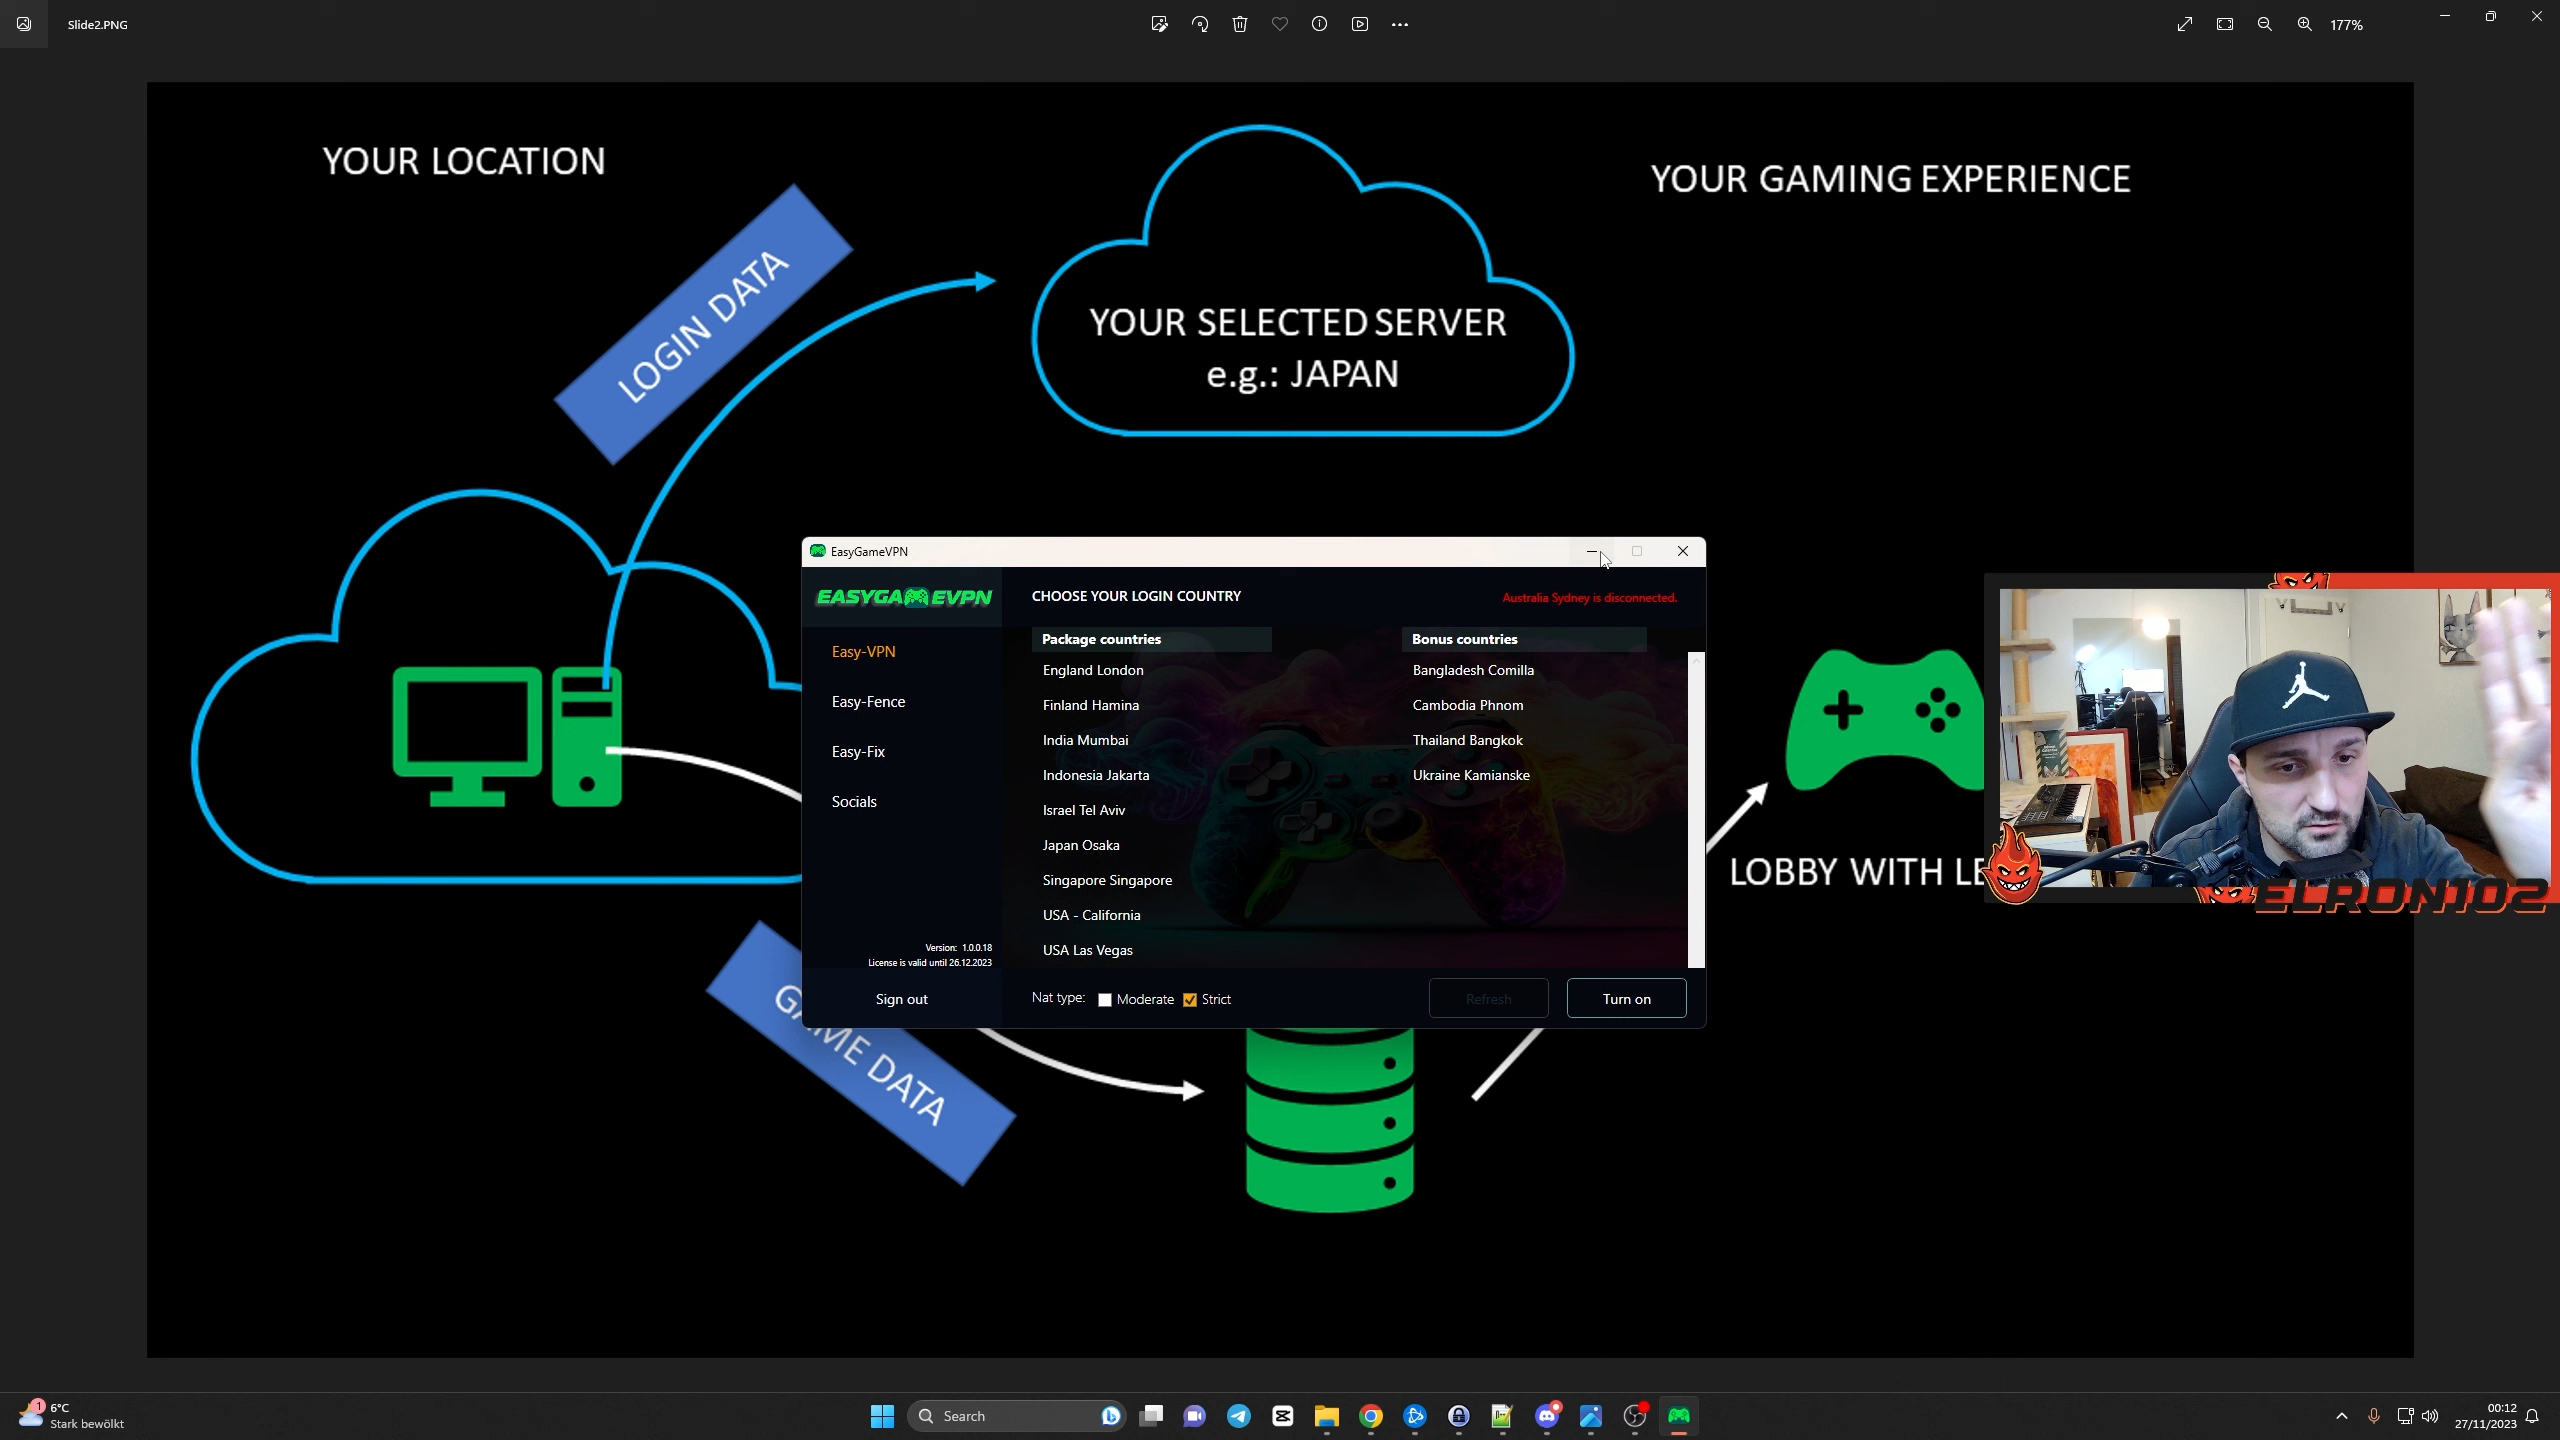 Slide2.PNG
177%
YOUR LOCATION
YOUR GAMING EXPERIENCE
LOGIN DATA
YOUR SELECTED SERVER
e.g.: JAPAN
EasyGameVPN
EASYGA EVPN
CHOOSE YOUR LOGIN COUNTRY
Australia Sydney is disconnected.
Package countries
Bonus countries
Easy-VPN
Easy-Fence
Easy-Fix
Socials
England London
Finland Hamina
India Mumbai
Indonesia Jakarta
Israel Tel Aviv
Japan Osaka
Singapore Singapore
USA - California
USA Las Vegas
Bangladesh Comilla
Cambodia Phnom
Thailand Bangkok
Ukraine Kamianske
Version: 1.0.0.18
License is valid until 26.12.2023
Sign out
Nat type:
Moderate
Strict
Refresh
Turn on
LOBBY WITH LE
ELRON102
GAME DATA
1
6°C
Stark bewölkt
Search
00:12
27/11/2023